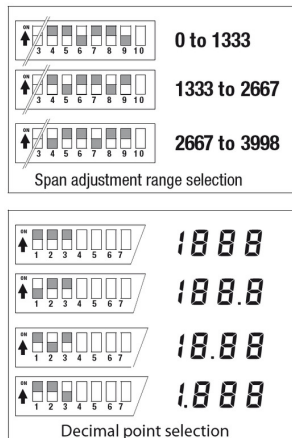 ON
3 4 5 6 7 8 9 10
0 to 1333
ON
3 4 5 6 7 8 9 10
1333 to 2667
ON
3 4 5 6 7 8 9 10
2667 to 3998
Span adjustment range selection
ON
1 2 3 4 5 6 7
1888
ON
1 2 3 4 5 6 7
188.8
ON
1 2 3 4 5 6 7
18.88
ON
1 2 3 4 5 6 7
1.888
Decimal point selection